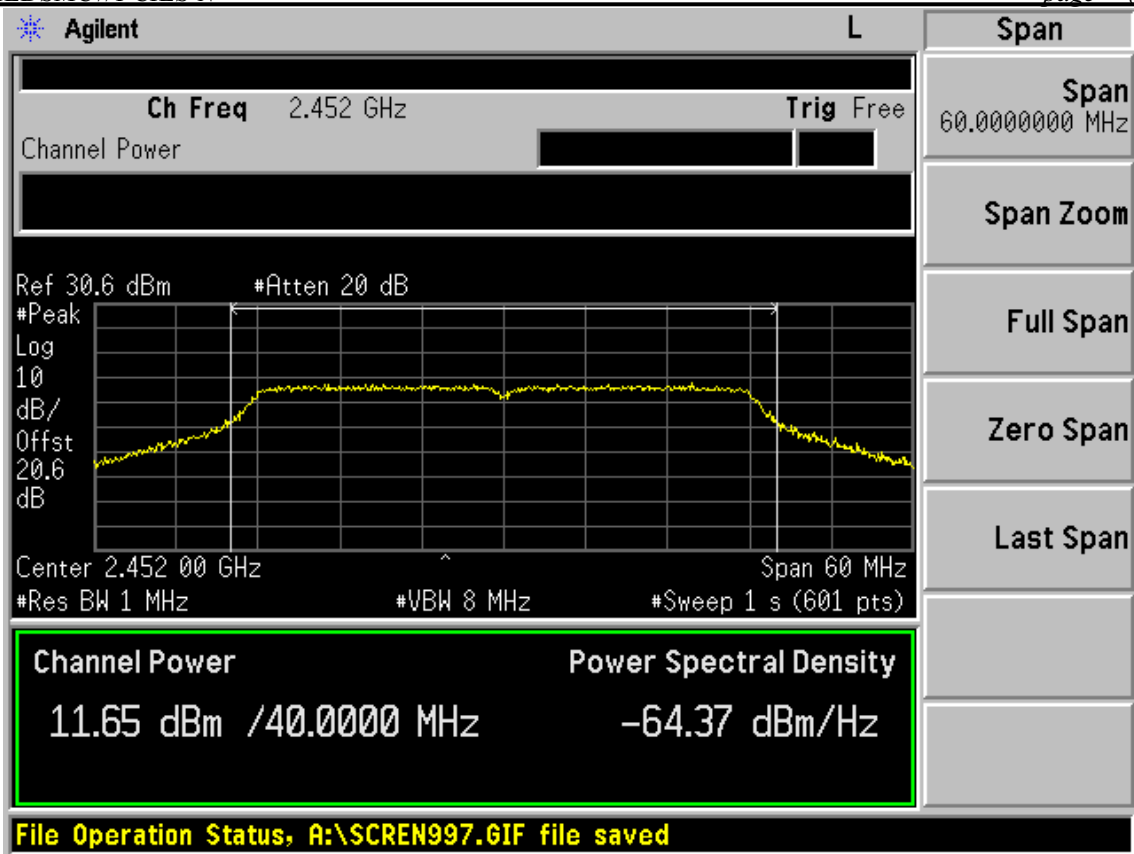 Agilent L Span
Ch Freq 2.452 GHz Trig Free
Channel Power
Span
60.0000000 MHz
Span Zoom
Full Span
Zero Span
Last Span
Ref 30.6 dBm #Atten 20 dB
#Peak
Log
10
dB/
Offst
20.6
dB
Center 2.452 00 GHz ^ Span 60 MHz
#Res BW 1 MHz #VBW 8 MHz #Sweep 1 s (601 pts)
Channel Power Power Spectral Density
11.65 dBm /40.0000 MHz -64.37 dBm/Hz
File Operation Status, A:\SCREN997.GIF file saved